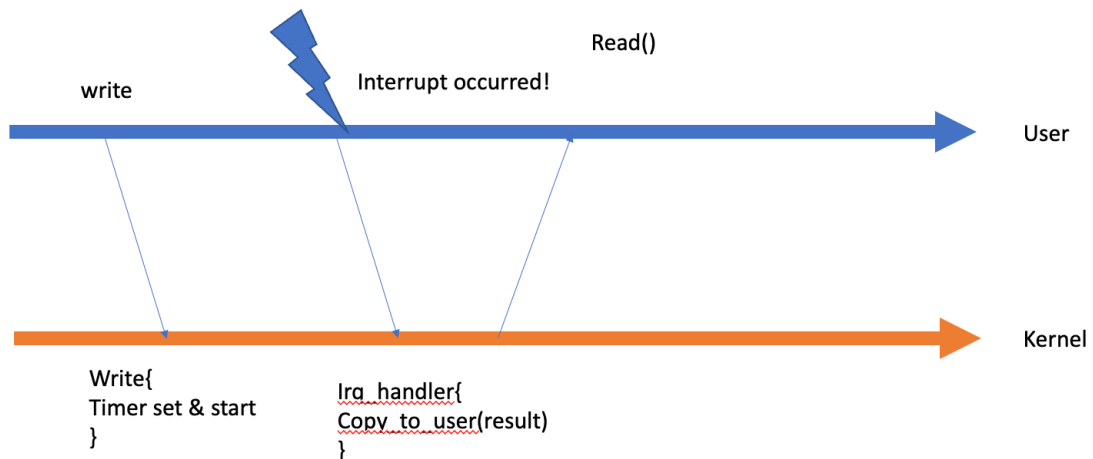 Read()
Interrupt occurred!
write
User
Kernel
Write{
Timer set & start
}
Irq_handler{
Copy_to_user(result)
}